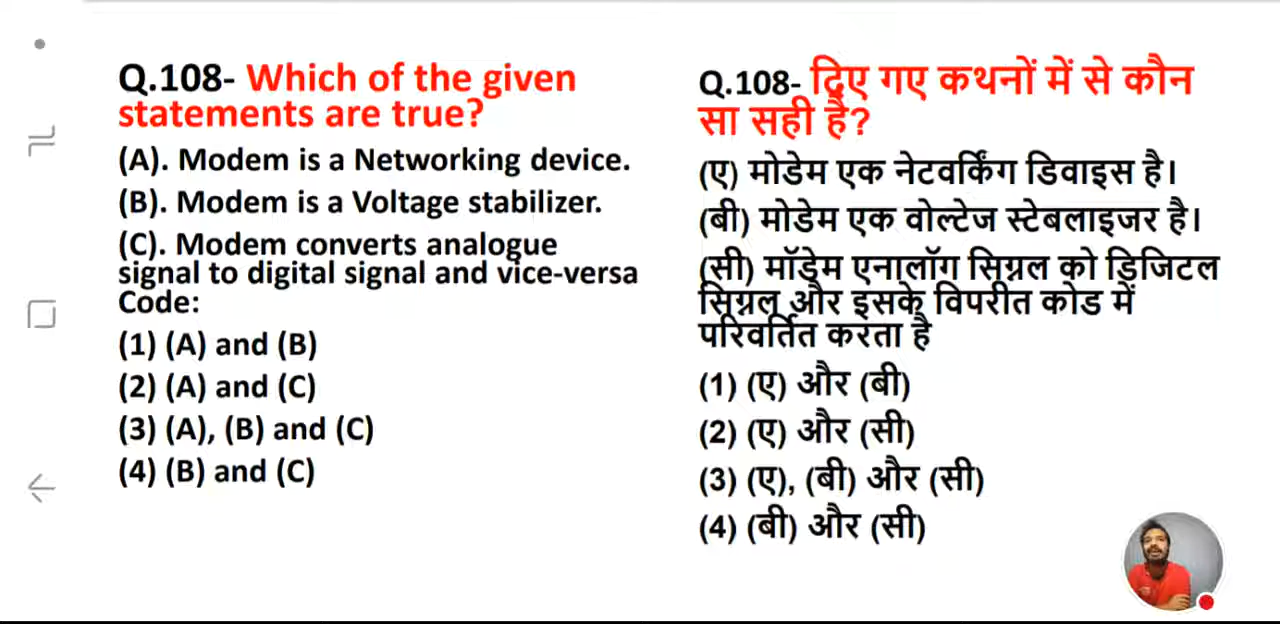 Q.108- Which of the given
statements are true?
(A). Modem is a Networking device.
(B). Modem is a Voltage stabilizer.
(C). Modem converts analogue
signal to digital signal and vice-versa
Code:
(1) (A) and (B)
(2) (A) and (C)
(3) (A), (B) and (C)
(4) (B) and (C)
Q.108- दिए गए कथनों में से कौन
सा सही है?
(ए) मोडेम एक नेटवर्किंग डिवाइस है।
(बी) मोडेम एक वोल्टेज स्टेबलाइजर है।
(सी) मॉडेम एनालॉग सिग्नल को डिजिटल
सिग्नल और इसके विपरीत कोड में
परिवर्तित करता है
(1) (ए) और (बी)
(2) (ए) और (सी)
(3) (ए), (बी) और (सी)
(4) (बी) और (सी)